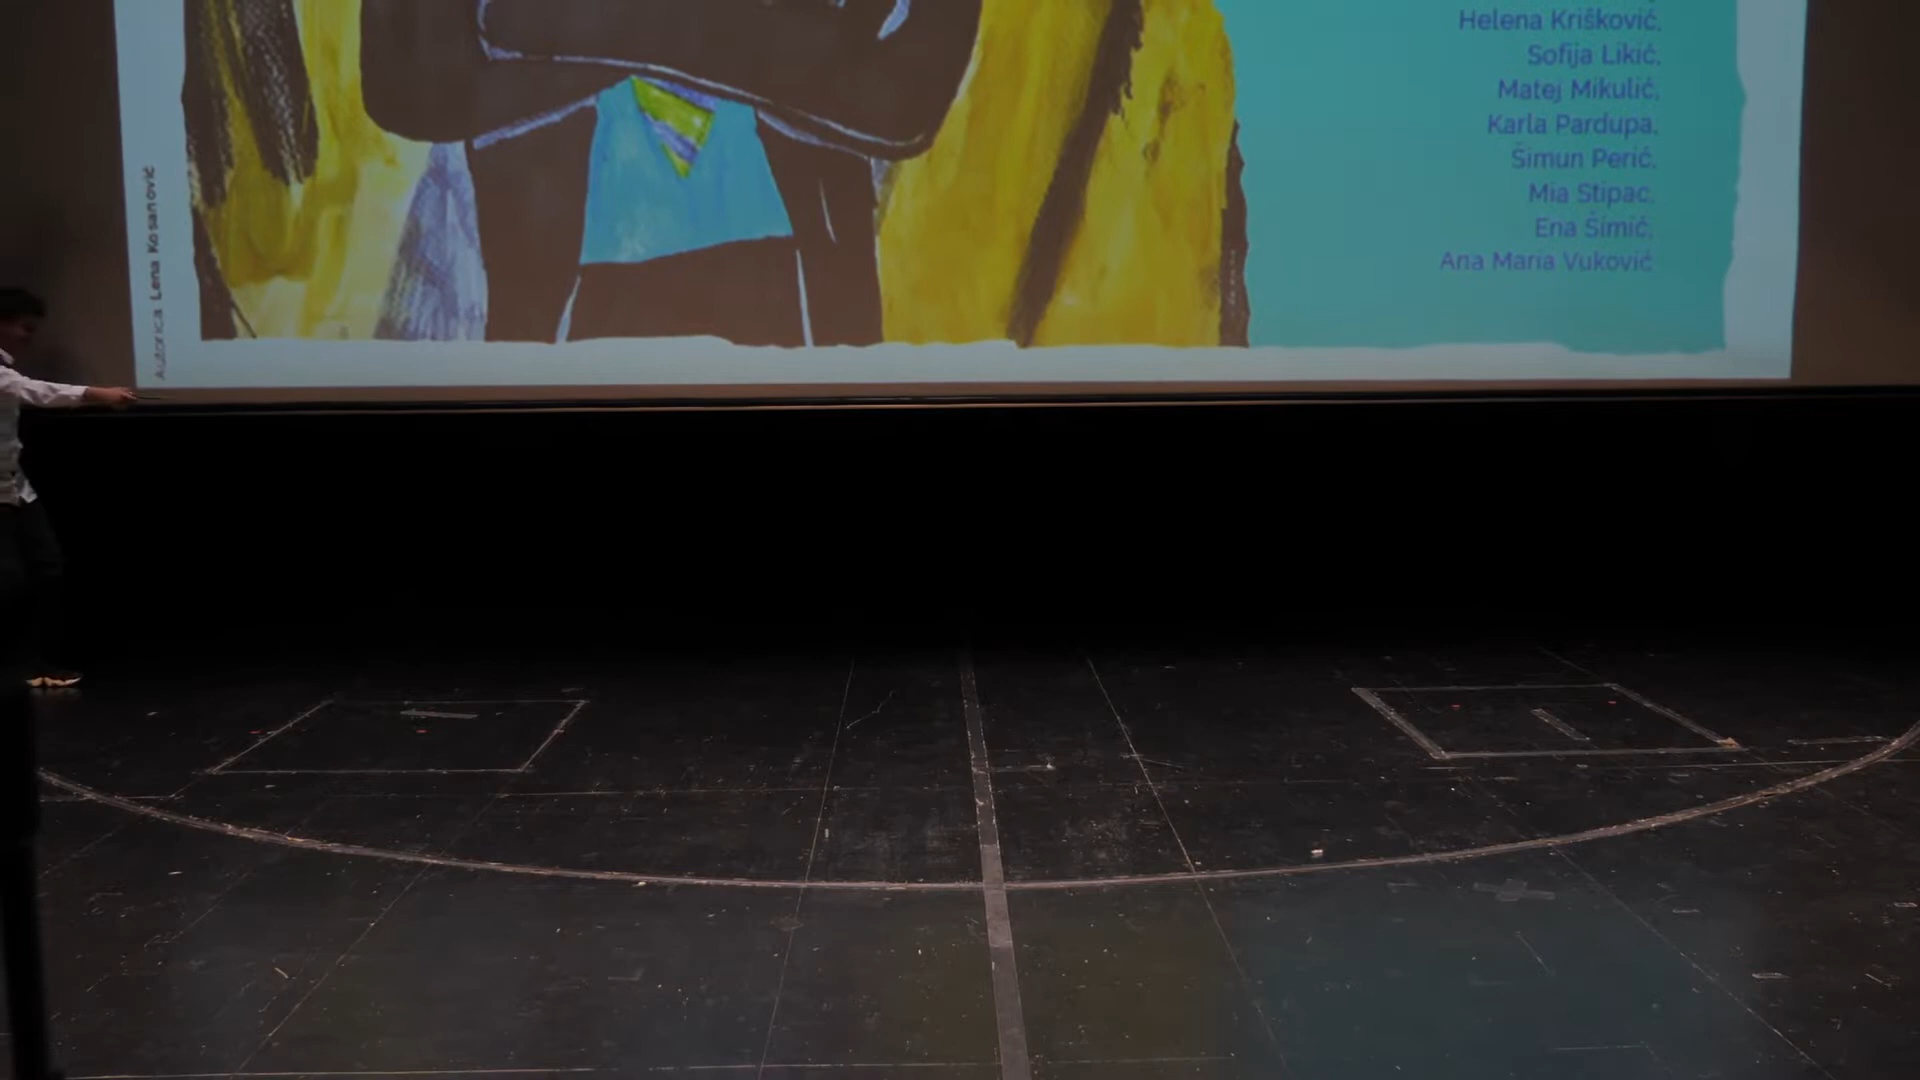 Helena Krišković,
Sofija Likić,
Matej Mikulić,
Karla Pardupa,
Šimun Perić,
Mia Stipac,
Ena Šimić,
Ana Maria Vuković
Autorica Lena Kosanović